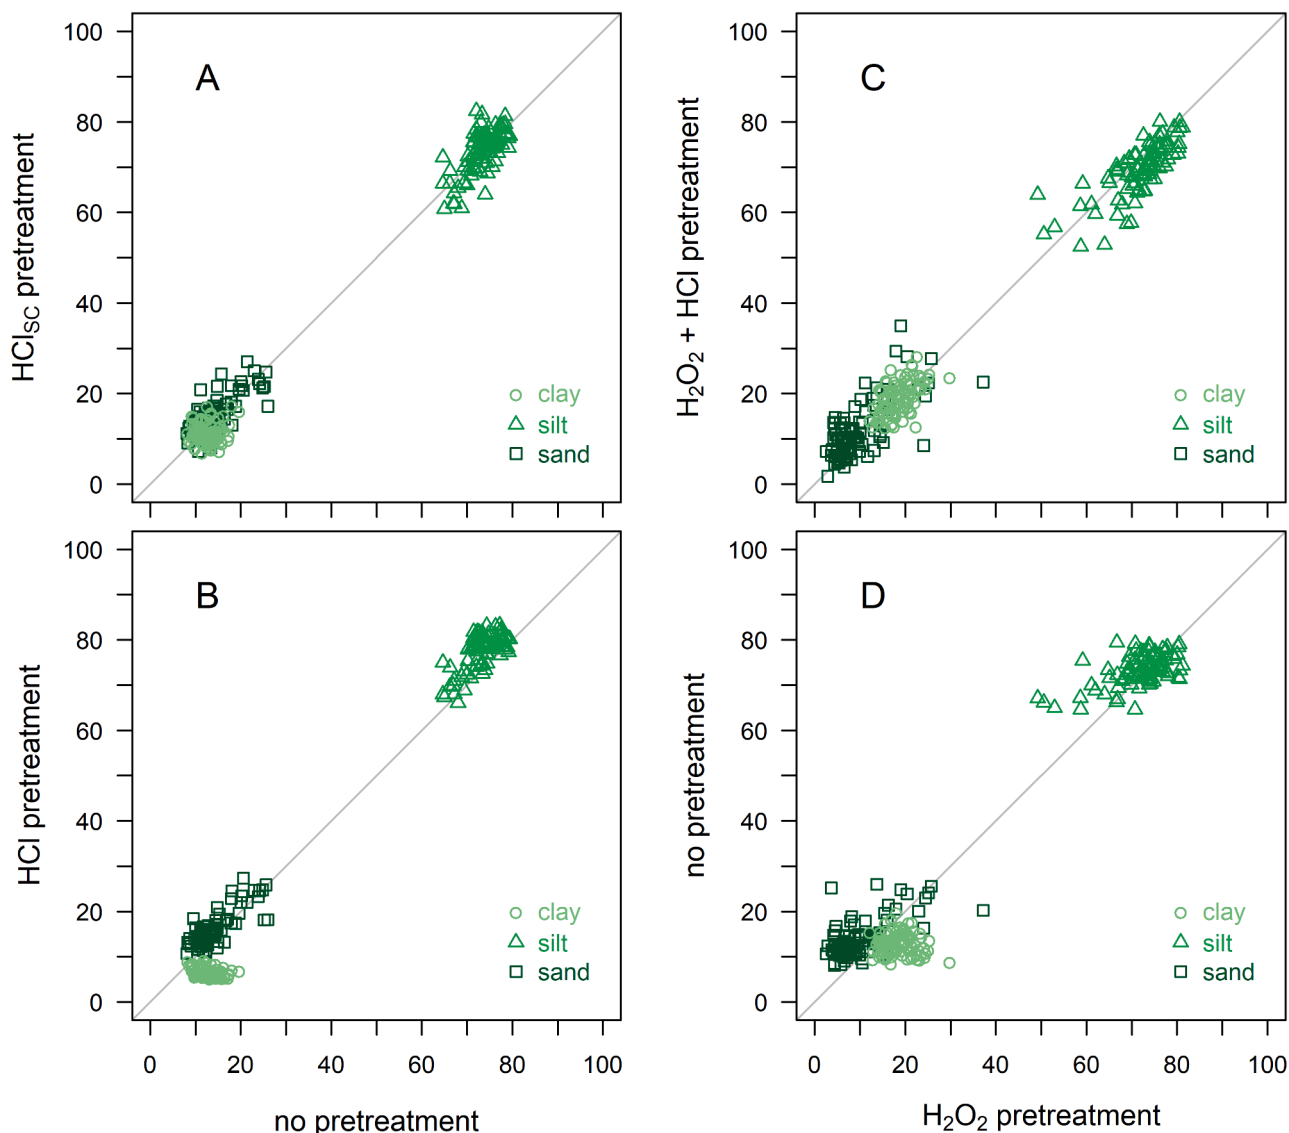 A
100
80
60
40
20
0
HCl_SC pretreatment
clay
silt
sand
C
100
80
60
40
20
0
H₂O₂ + HCl pretreatment
clay
silt
sand
B
100
80
60
40
20
0
HCl pretreatment
clay
silt
sand
0 20 40 60 80 100
no pretreatment
D
100
80
60
40
20
0
no pretreatment
clay
silt
sand
0 20 40 60 80 100
H₂O₂ pretreatment